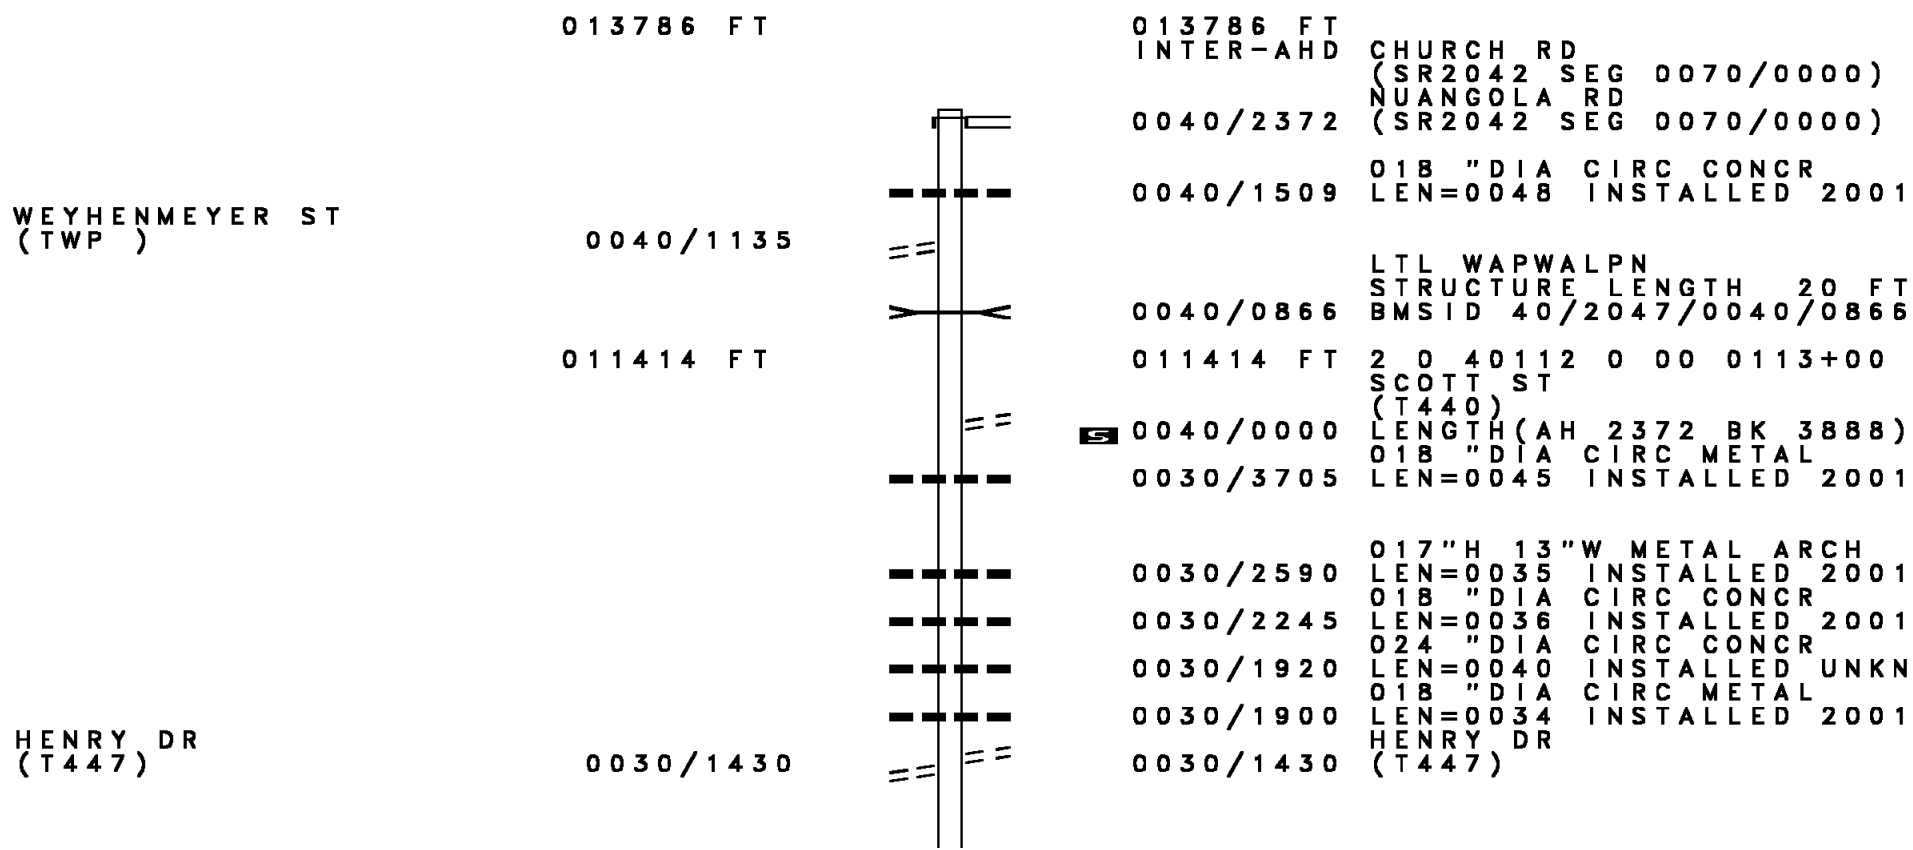 013786 FT 013786 FT
INTER-AHD CHURCH RD
(SR2042 SEG 0070/0000)
NUANGOLA RD
0040/2372 (SR2042 SEG 0070/0000)
018 "DIA CIRC CONCR
0040/1509 LEN=0048 INSTALLED 2001
WEYHENMEYER ST
(TWP ) 0040/1135
LTL WAPWALPN
STRUCTURE LENGTH 20 FT
0040/0866 BMSID 40/2047/0040/0866
011414 FT 011414 FT 2 0 40112 0 00 0113+00
SCOTT ST
(T440)
S 0040/0000 LENGTH(AH 2372 BK 3888)
018 "DIA CIRC METAL
0030/3705 LEN=0045 INSTALLED 2001
017"H 13"W METAL ARCH
0030/2590 LEN=0035 INSTALLED 2001
018 "DIA CIRC CONCR
0030/2245 LEN=0036 INSTALLED 2001
024 "DIA CIRC CONCR
0030/1920 LEN=0040 INSTALLED UNKN
018 "DIA CIRC METAL
0030/1900 LEN=0034 INSTALLED 2001
HENRY DR HENRY DR
(T447) 0030/1430 0030/1430 (T447)